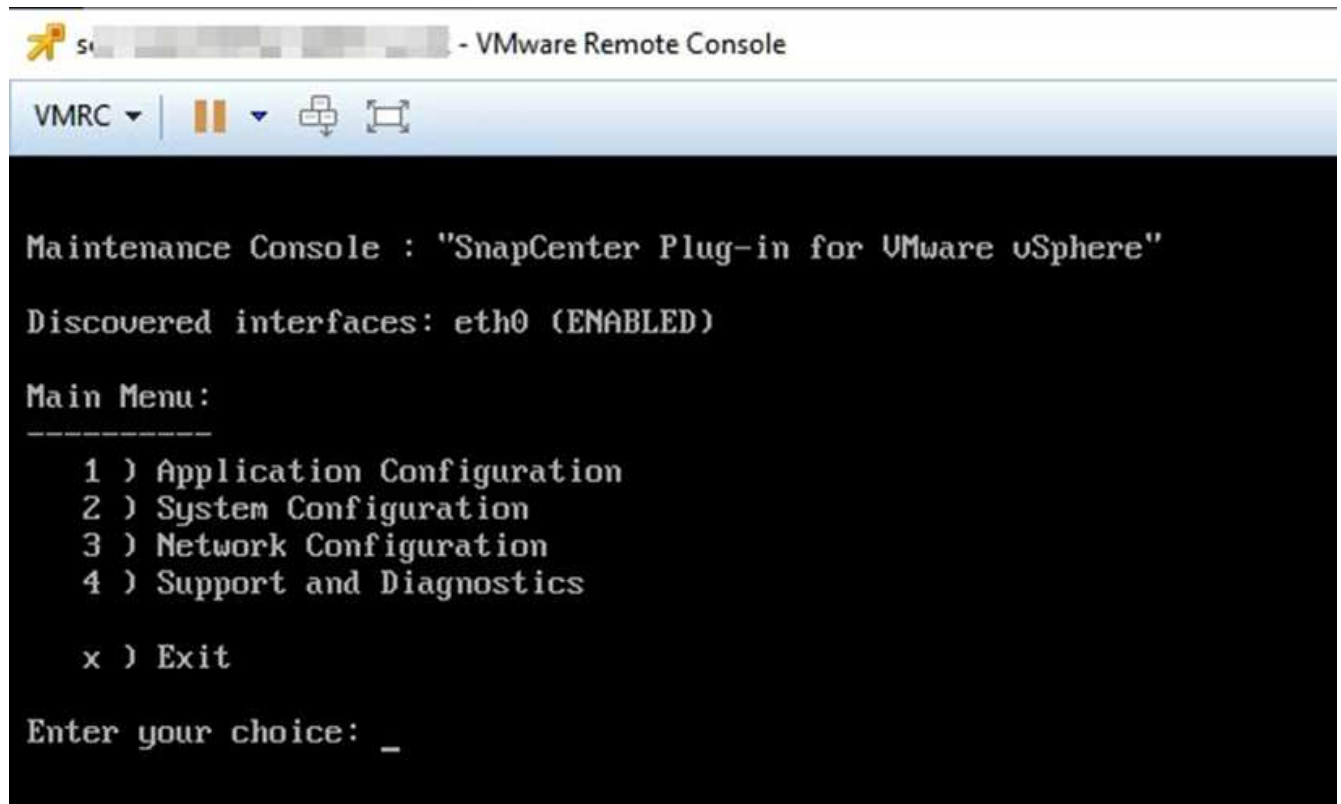 - VMware Remote Console
VMRC
Maintenance Console : "SnapCenter Plug-in for VMware vSphere"
Discovered interfaces: eth0 (ENABLED)
Main Menu:
----------
1 ) Application Configuration
2 ) System Configuration
3 ) Network Configuration
4 ) Support and Diagnostics
x ) Exit
Enter your choice: _